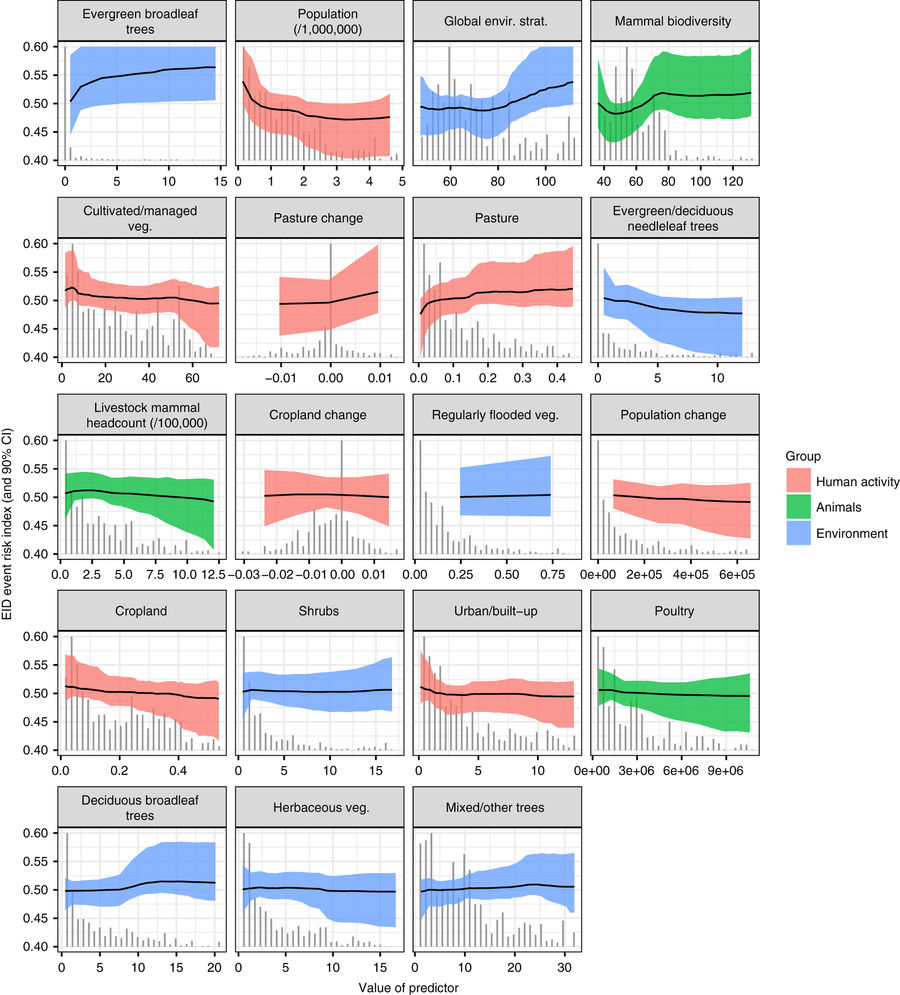 Evergreen broadleaf
trees
Population
(/1,000,000)
Global envir. strat.
Mammal biodiversity
0.60
0.55
0.50
0.45
0.40
0 5 10 15
0 1 2 3 4 5
60 80 100
40 60 80 100 120
Cultivated/managed
veg.
Pasture change
Pasture
Evergreen/deciduous
needleleaf trees
0.60
0.55
0.50
0.45
0.40
0 20 40 60
−0.01 0.00 0.01
0.0 0.1 0.2 0.3 0.4
0 5 10
Livestock mammal
headcount (/100,000)
Cropland change
Regularly flooded veg.
Population change
0.60
0.55
0.50
0.45
0.40
0.0 2.5 5.0 7.5 10.0 12.5
−0.03 −0.02 −0.01 0.00 0.01
0.00 0.25 0.50 0.75
0e+00 2e+05 4e+05 6e+05
Cropland
Shrubs
Urban/built−up
Poultry
0.60
0.55
0.50
0.45
0.40
0.0 0.2 0.4
0 5 10 15
0 5 10
0e+00 3e+06 6e+06 9e+06
Deciduous broadleaf
trees
Herbaceous veg.
Mixed/other trees
0.60
0.55
0.50
0.45
0.40
0 5 10 15 20
0 5 10 15
0 10 20 30
EID event risk index (and 90% CI)
Value of predictor
Group
Human activity
Animals
Environment